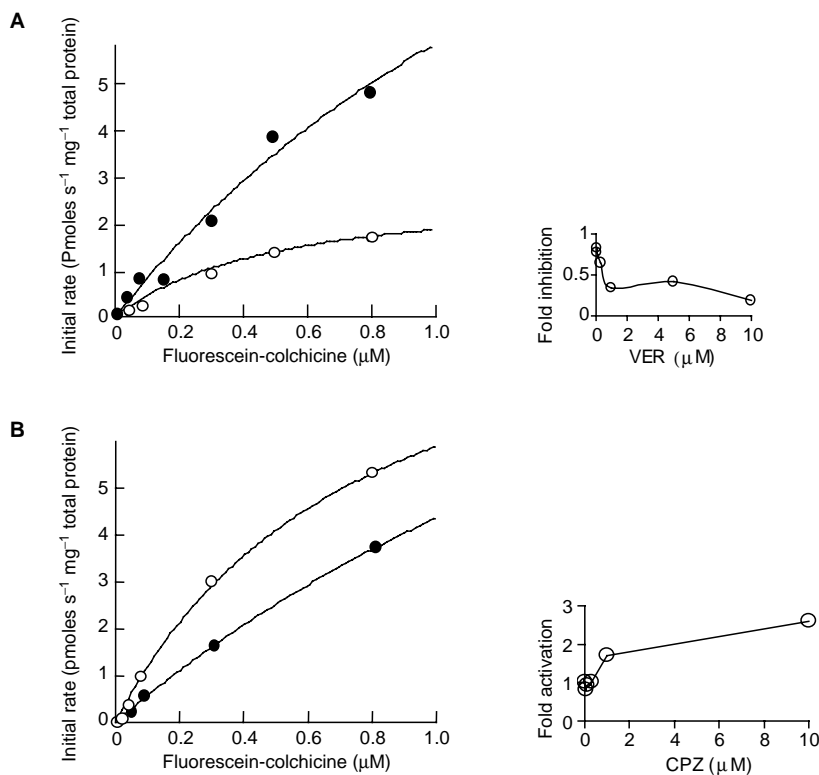 A
Initial rate (Pmoles s⁻¹ mg⁻¹ total protein)
5
4
3
2
1
0
0 0.2 0.4 0.6 0.8 1.0
Fluorescein-colchicine (μM)
Fold inhibition
1
0.5
0
0 2 4 6 8 10
VER (μM)
B
Initial rate (pmoles s⁻¹ mg⁻¹ total protein)
5
4
3
2
1
0
0 0.2 0.4 0.6 0.8 1.0
Fluorescein-colchicine (μM)
Fold activation
3
2
1
0
0 2 4 6 8 10
CPZ (μM)